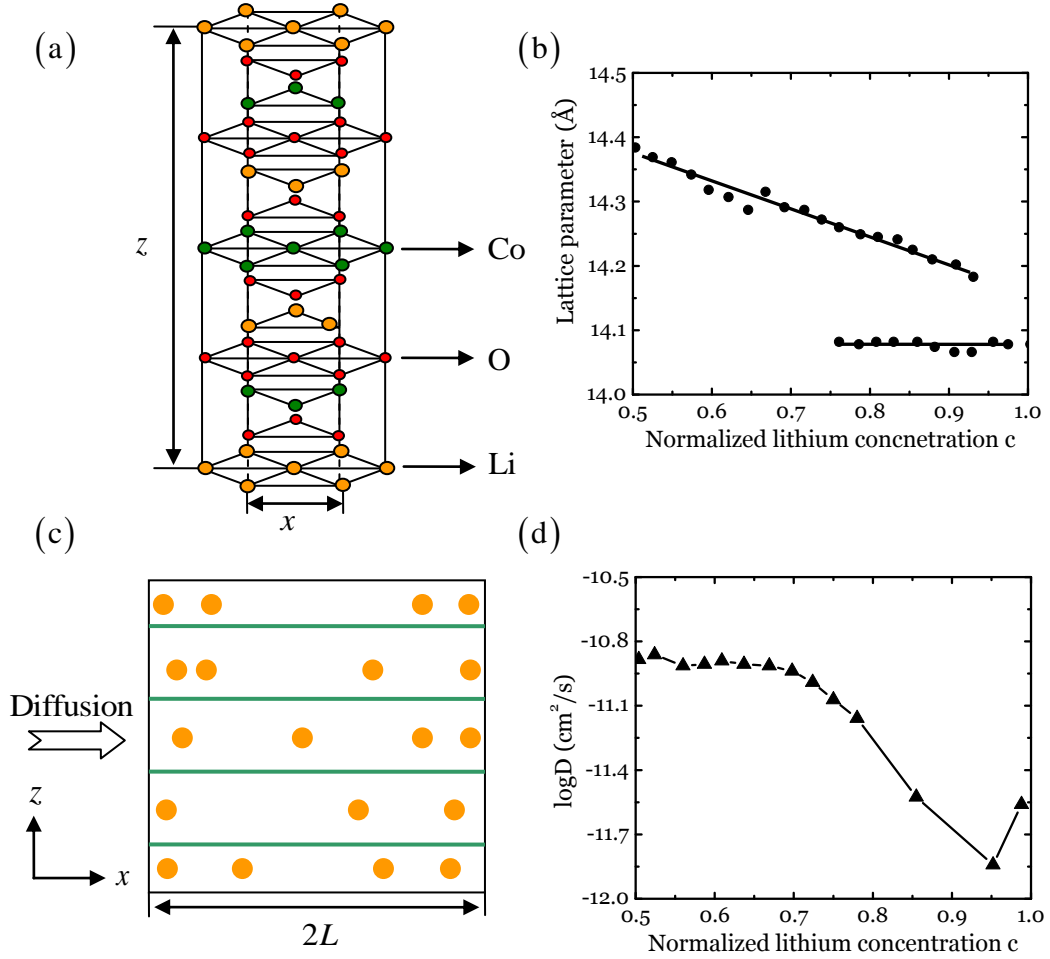 (a)
z
x
Co
O
Li
(b)
Lattice parameter (Å)
14.5
14.4
14.3
14.2
14.1
14.0
0.5 0.6 0.7 0.8 0.9 1.0
Normalized lithium concnetration c
(c)
Diffusion
z
x
2L
(d)
logD (cm²/s)
-10.5
-10.8
-11.1
-11.4
-11.7
-12.0
0.5 0.6 0.7 0.8 0.9 1.0
Normalized lithium concentration c